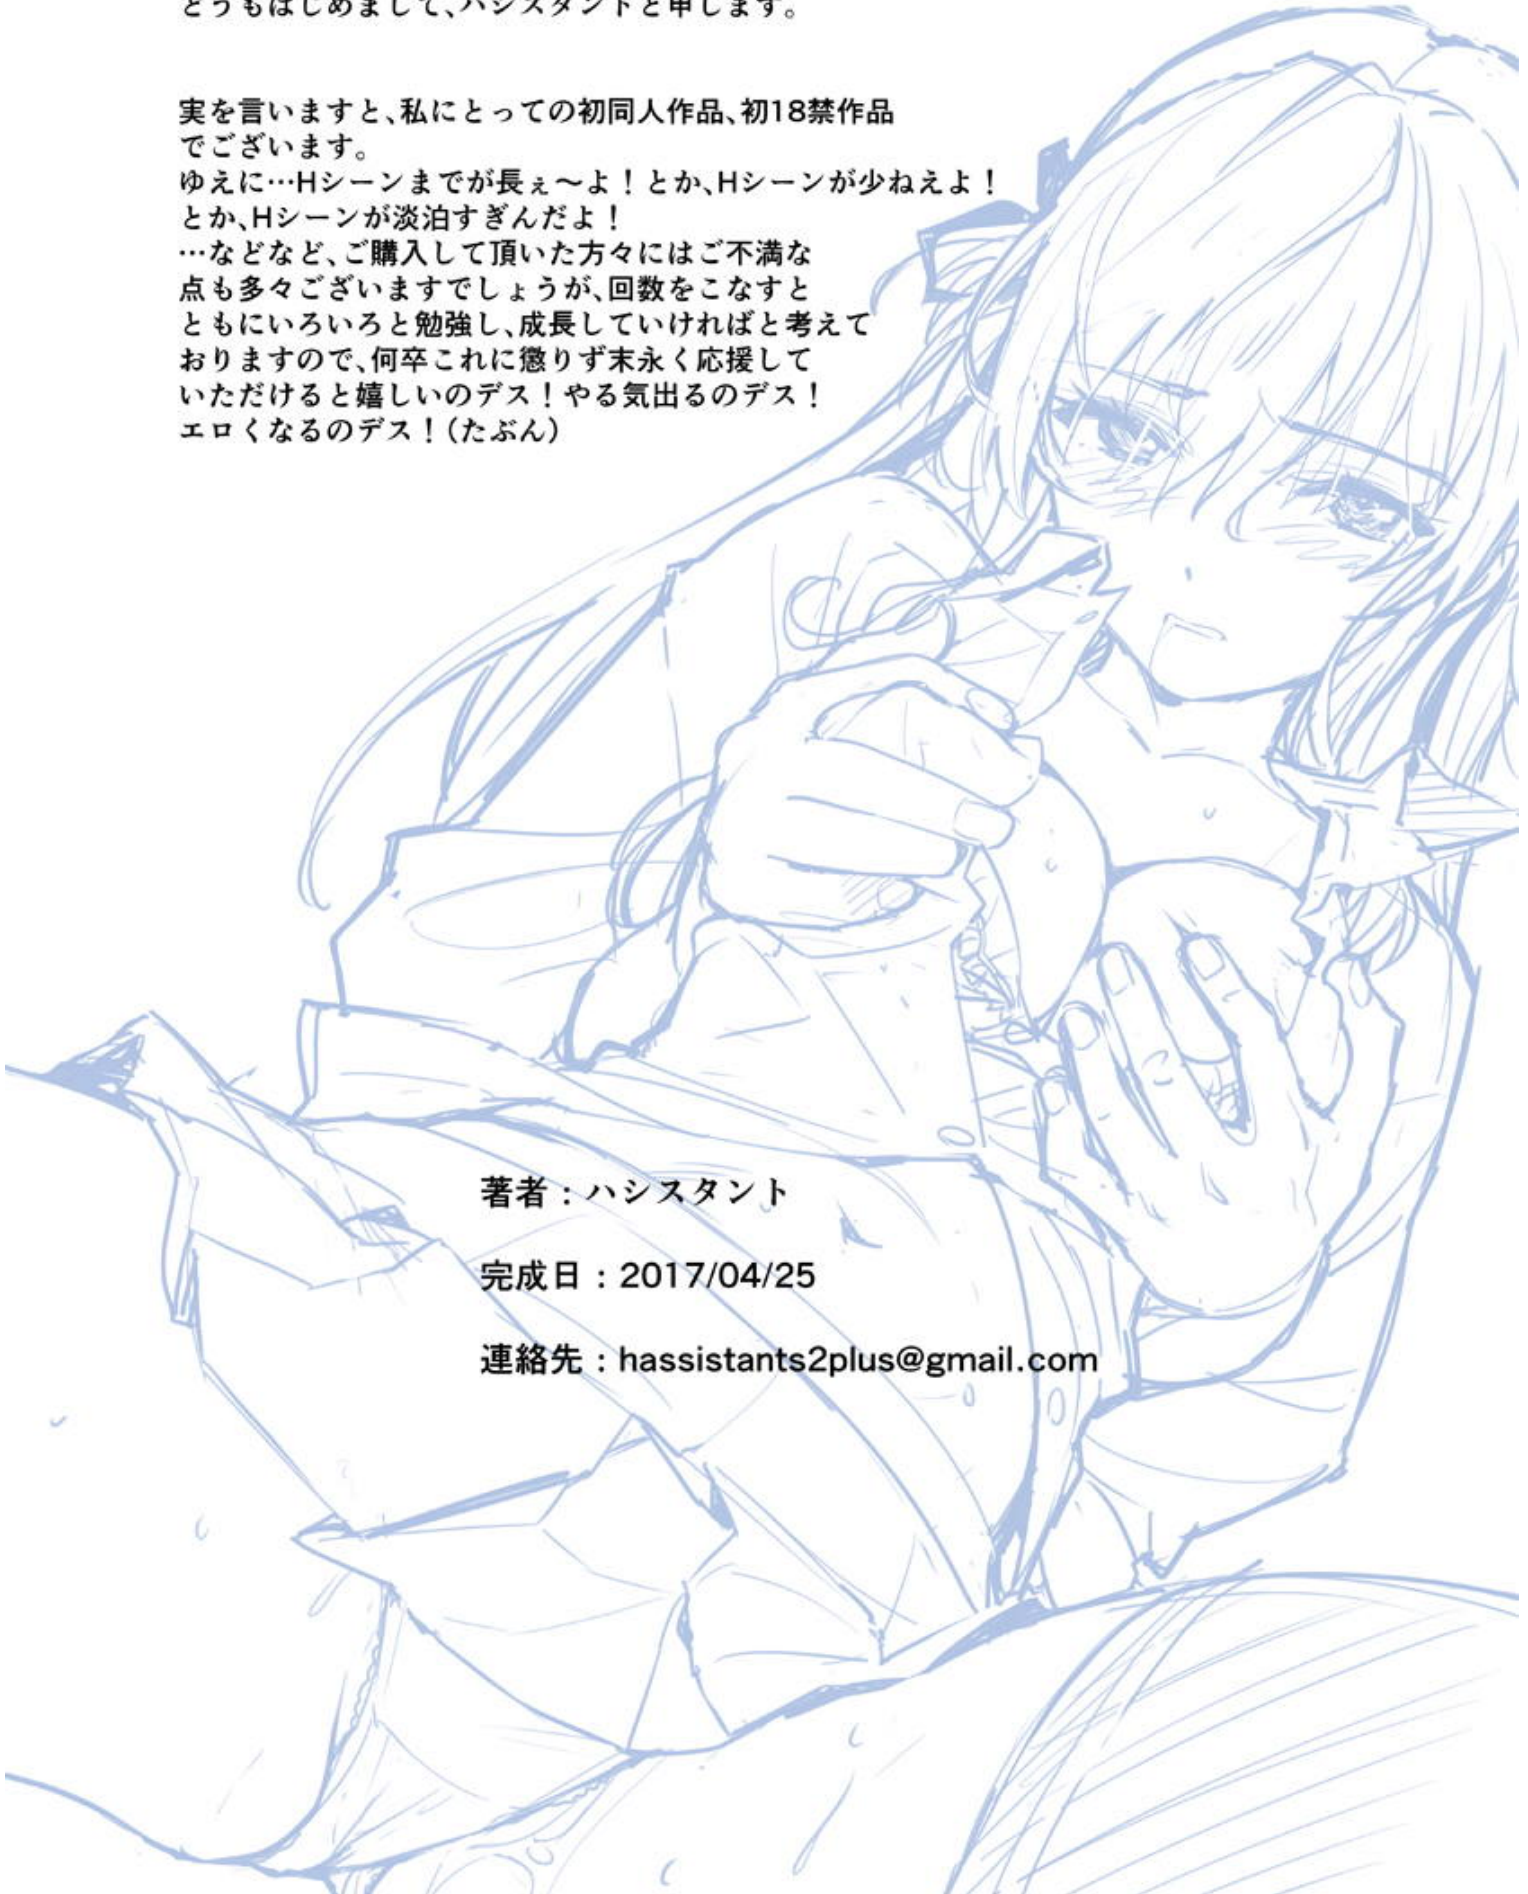 どうもはじめまして、ハシスタントと申します。
実を言いますと、私にとっての初同人作品、初18禁作品
でございます。
ゆえに…Hシーンまでが長ぇ〜よ！とか、Hシーンが少ねえよ！
とか、Hシーンが淡泊すぎんだよ！
…などなど、ご購入して頂いた方々にはご不満な
点も多々ございますでしょうが、回数をこなすと
ともにいろいろと勉強し、成長していければと考えて
おりますので、何卒これに懲りず末永く応援して
いただけると嬉しいのデス！やる気出るのデス！
エロくなるのデス！（たぶん）
著者：ハシスタント
完成日：2017/04/25
連絡先：hassistants2plus@gmail.com